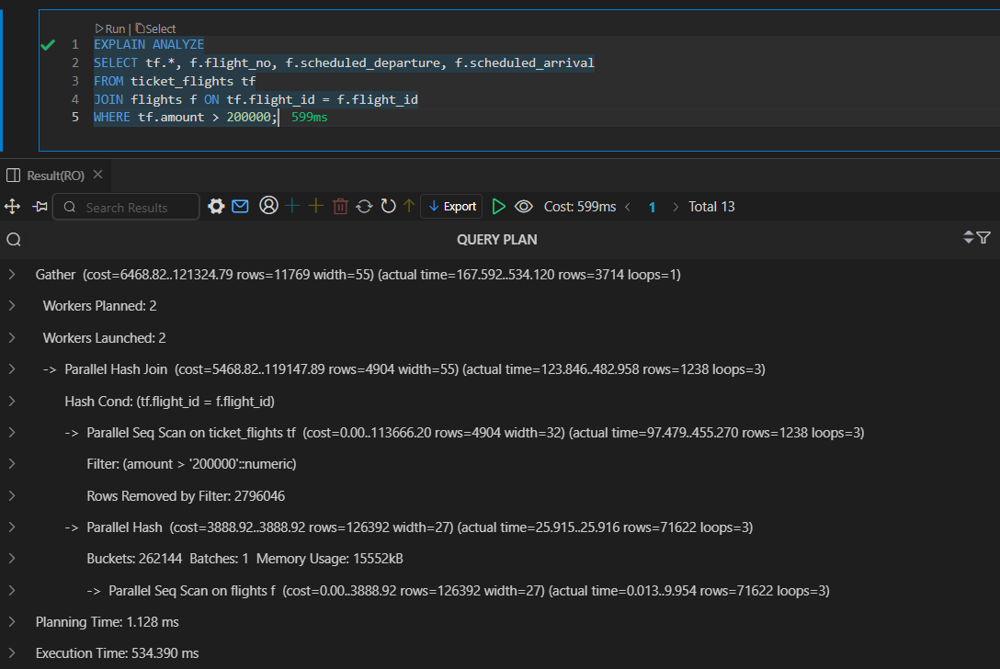 Run | Select
1 EXPLAIN ANALYZE
2 SELECT tf.*, f.flight_no, f.scheduled_departure, f.scheduled_arrival
3 FROM ticket_flights tf
4 JOIN flights f ON tf.flight_id = f.flight_id
5 WHERE tf.amount > 200000; 599ms
Result(RO)
Search Results Export Cost: 599ms < 1 > Total 13
QUERY PLAN
Gather (cost=6468.82..121324.79 rows=11769 width=55) (actual time=167.592..534.120 rows=3714 loops=1)
Workers Planned: 2
Workers Launched: 2
-> Parallel Hash Join (cost=5468.82..119147.89 rows=4904 width=55) (actual time=123.846..482.958 rows=1238 loops=3)
Hash Cond: (tf.flight_id = f.flight_id)
-> Parallel Seq Scan on ticket_flights tf (cost=0.00..113666.20 rows=4904 width=32) (actual time=97.479..455.270 rows=1238 loops=3)
Filter: (amount > '200000'::numeric)
Rows Removed by Filter: 2796046
-> Parallel Hash (cost=3888.92..3888.92 rows=126392 width=27) (actual time=25.915..25.916 rows=71622 loops=3)
Buckets: 262144 Batches: 1 Memory Usage: 15552kB
-> Parallel Seq Scan on flights f (cost=0.00..3888.92 rows=126392 width=27) (actual time=0.013..9.954 rows=71622 loops=3)
Planning Time: 1.128 ms
Execution Time: 534.390 ms